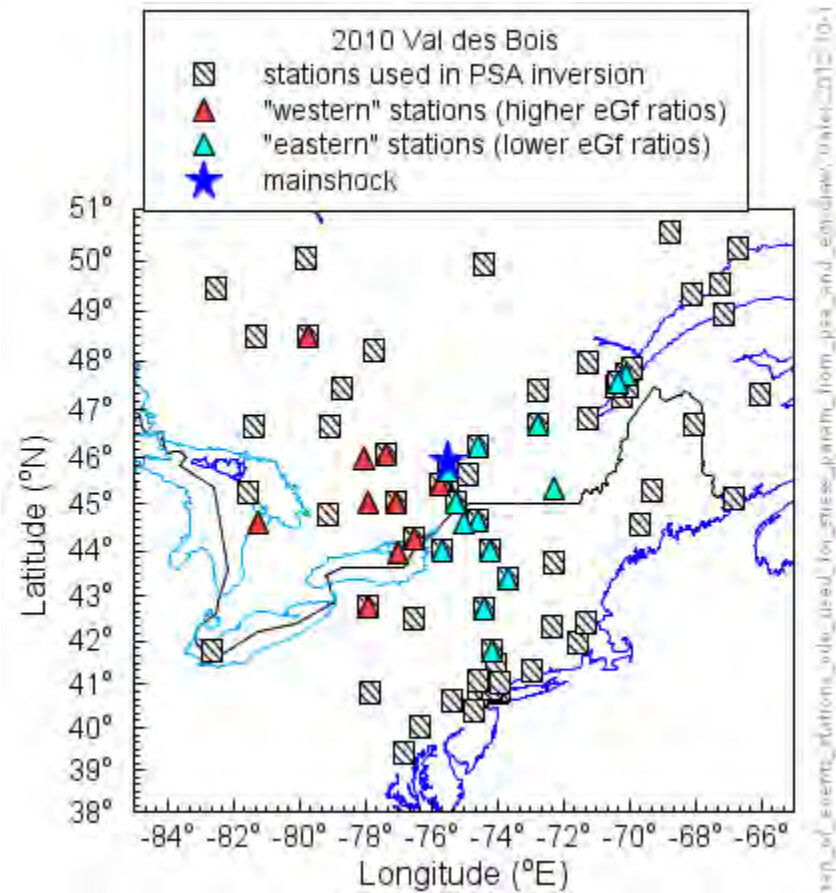 2010 Val des Bois
stations used in PSA inversion
"western" stations (higher eGf ratios)
"eastern" stations (lower eGf ratios)
mainshock
51°
50°
49°
48°
47°
46°
45°
44°
43°
42°
41°
40°
39°
38°
Latitude (°N)
-84° -82° -80° -78° -76° -74° -72° -70° -68° -66°
Longitude (°E)